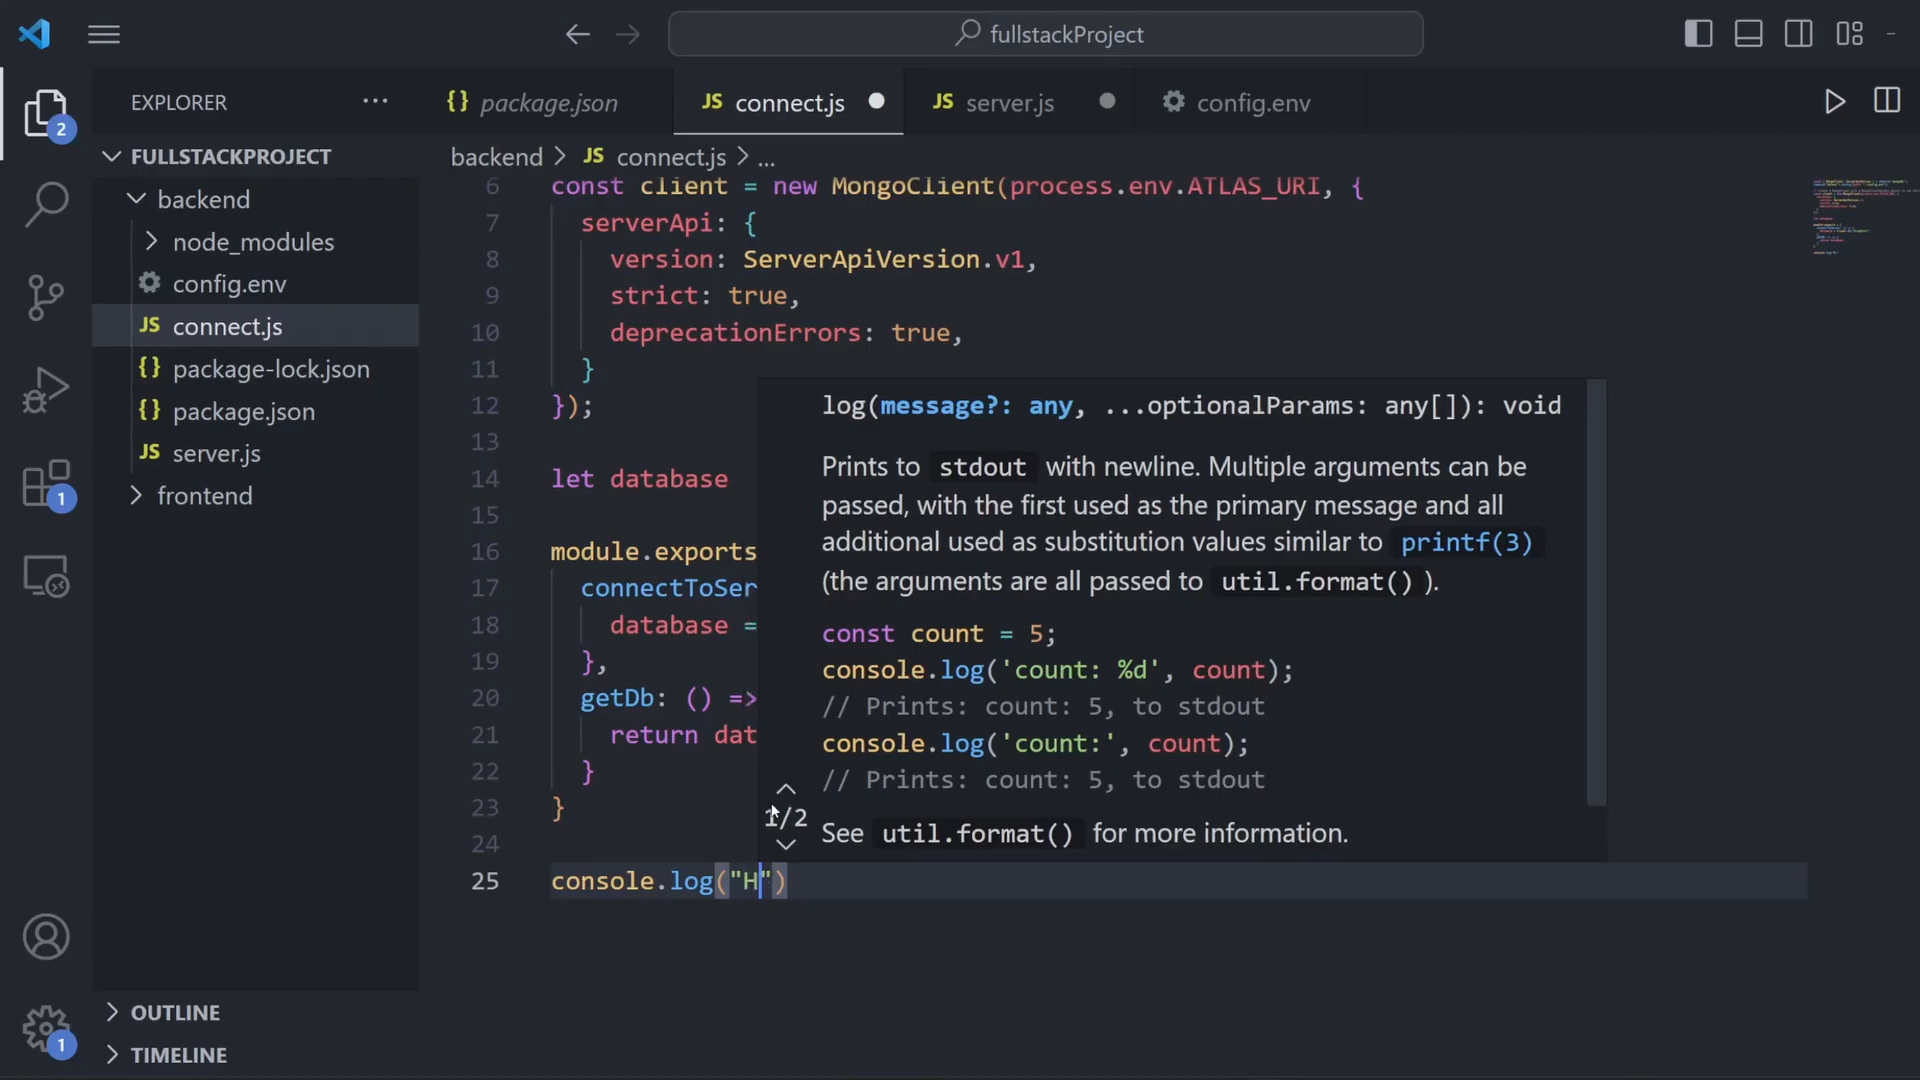 fullstackProject
EXPLORER ...
{} package.json JS connect.js JS server.js config.env
2
FULLSTACKPROJECT
backend > JS connect.js > ...
backend
node_modules
config.env
JS connect.js
{} package-lock.json
{} package.json
JS server.js
frontend
1
6 const client = new MongoClient(process.env.ATLAS_URI, {
7 serverApi: {
8 version: ServerApiVersion.v1,
9 strict: true,
10 deprecationErrors: true,
11 }
12 });
13
14 let database
15
16 module.exports
17 connectToSer
18 database =
19 },
20 getDb: () =>
21 return dat
22 }
23 }
24
25 console.log("H")
log(message?: any, ...optionalParams: any[]): void
Prints to stdout with newline. Multiple arguments can be
passed, with the first used as the primary message and all
additional used as substitution values similar to printf(3)
(the arguments are all passed to util.format() ).
const count = 5;
console.log('count: %d', count);
// Prints: count: 5, to stdout
console.log('count:', count);
// Prints: count: 5, to stdout
1/2
See util.format() for more information.
OUTLINE
TIMELINE
1